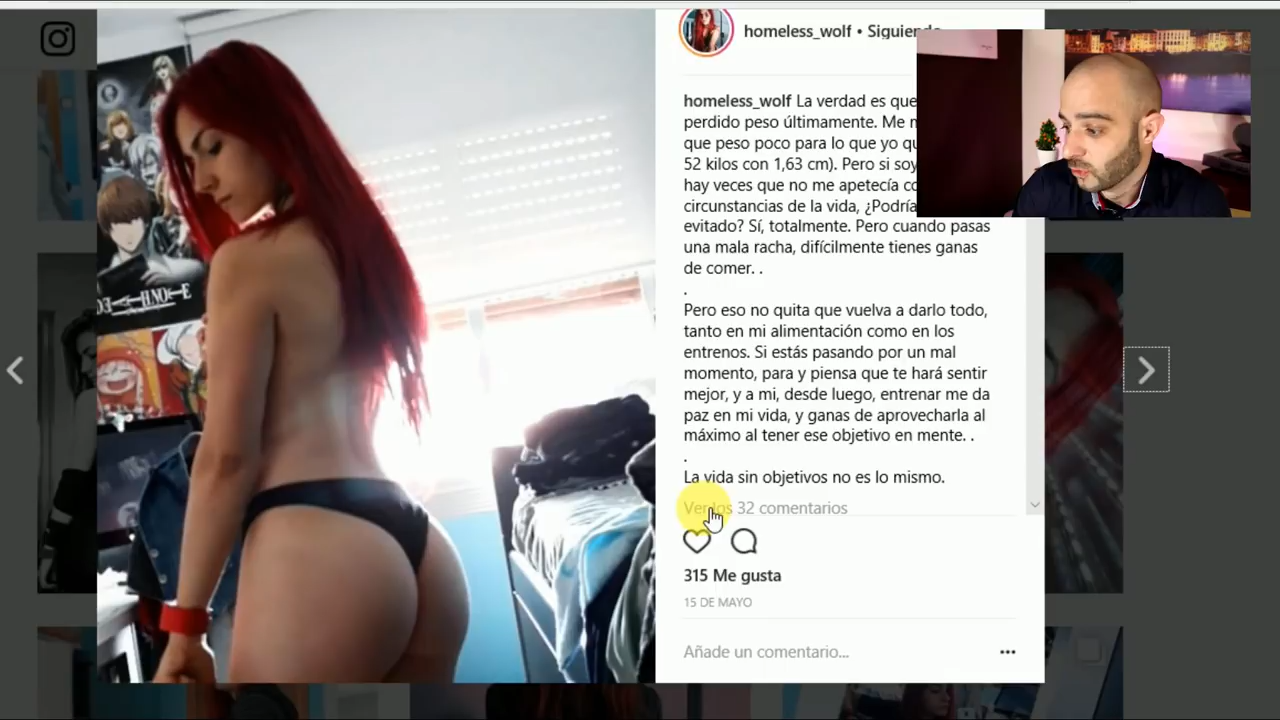 homeless_wolf • Siguiendo
homeless_wolf La verdad es que
perdido peso últimamente. Me
que peso poco para lo que yo
52 kilos con 1,63 cm). Pero si soy
hay veces que no me apetecía
circunstancias de la vida, ¿Podría
evitado? Sí, totalmente. Pero cuando pasas
una mala racha, difícilmente tienes ganas
de comer. .
.
Pero eso no quita que vuelva a darlo todo,
tanto en mi alimentación como en los
entrenos. Si estás pasando por un mal
momento, para y piensa que te hará sentir
mejor, y a mi, desde luego, entrenar me da
paz en mi vida, y ganas de aprovecharla al
máximo al tener ese objetivo en mente. .
.
La vida sin objetivos no es lo mismo.
Ver los 32 comentarios
315 Me gusta
15 DE MAYO
Añade un comentario...
DEATH NOTE